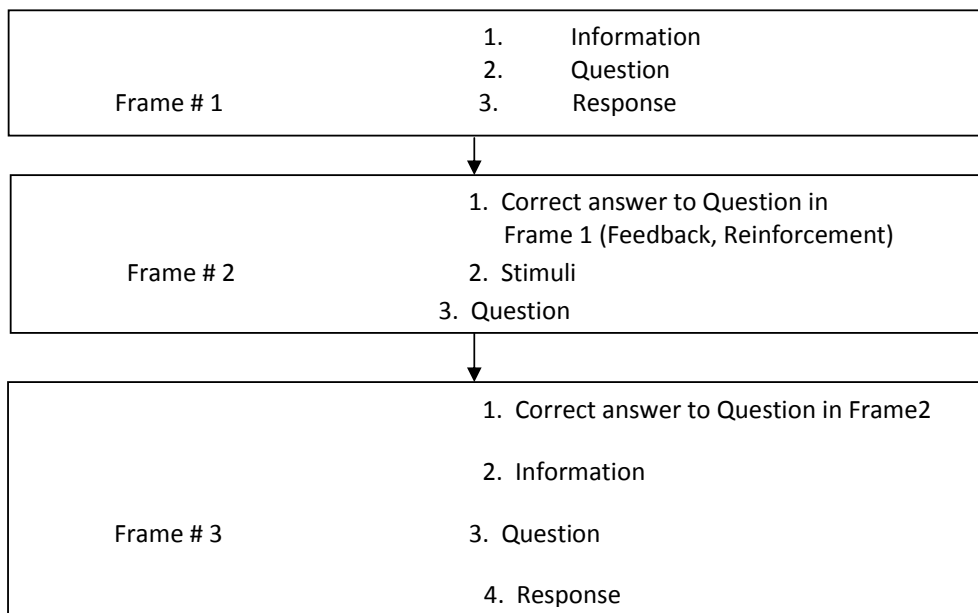 1. Information
2. Question
Frame # 1 3. Response
1. Correct answer to Question in
Frame 1 (Feedback, Reinforcement)
Frame # 2 2. Stimuli
3. Question
1. Correct answer to Question in Frame2
2. Information
Frame # 3 3. Question
4. Response